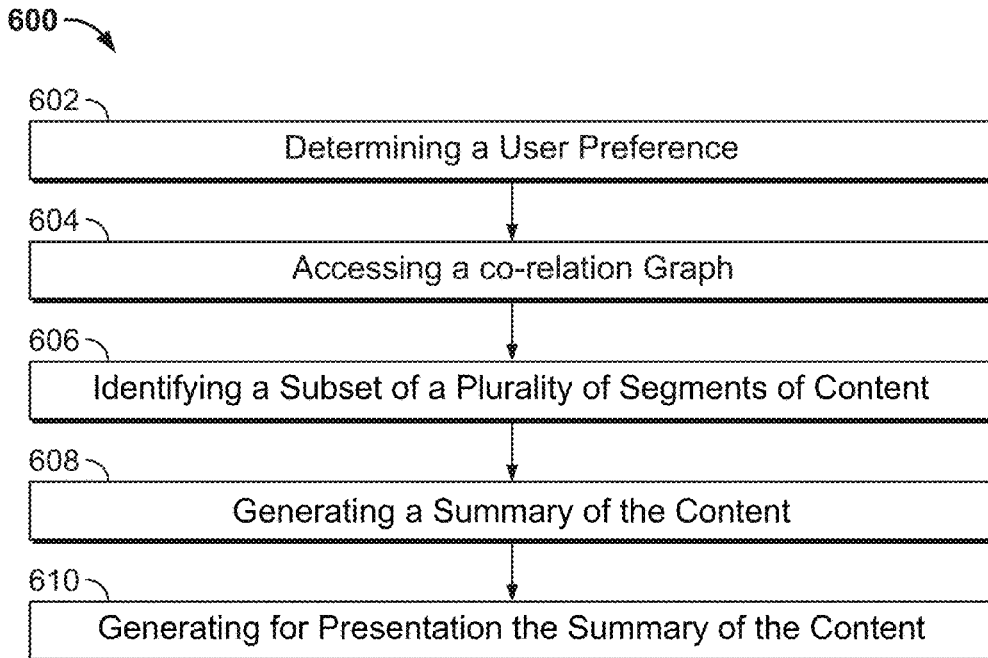 600
602
Determining a User Preference
604
Accessing a co-relation Graph
606
Identifying a Subset of a Plurality of Segments of Content
608
Generating a Summary of the Content
610
Generating for Presentation the Summary of the Content